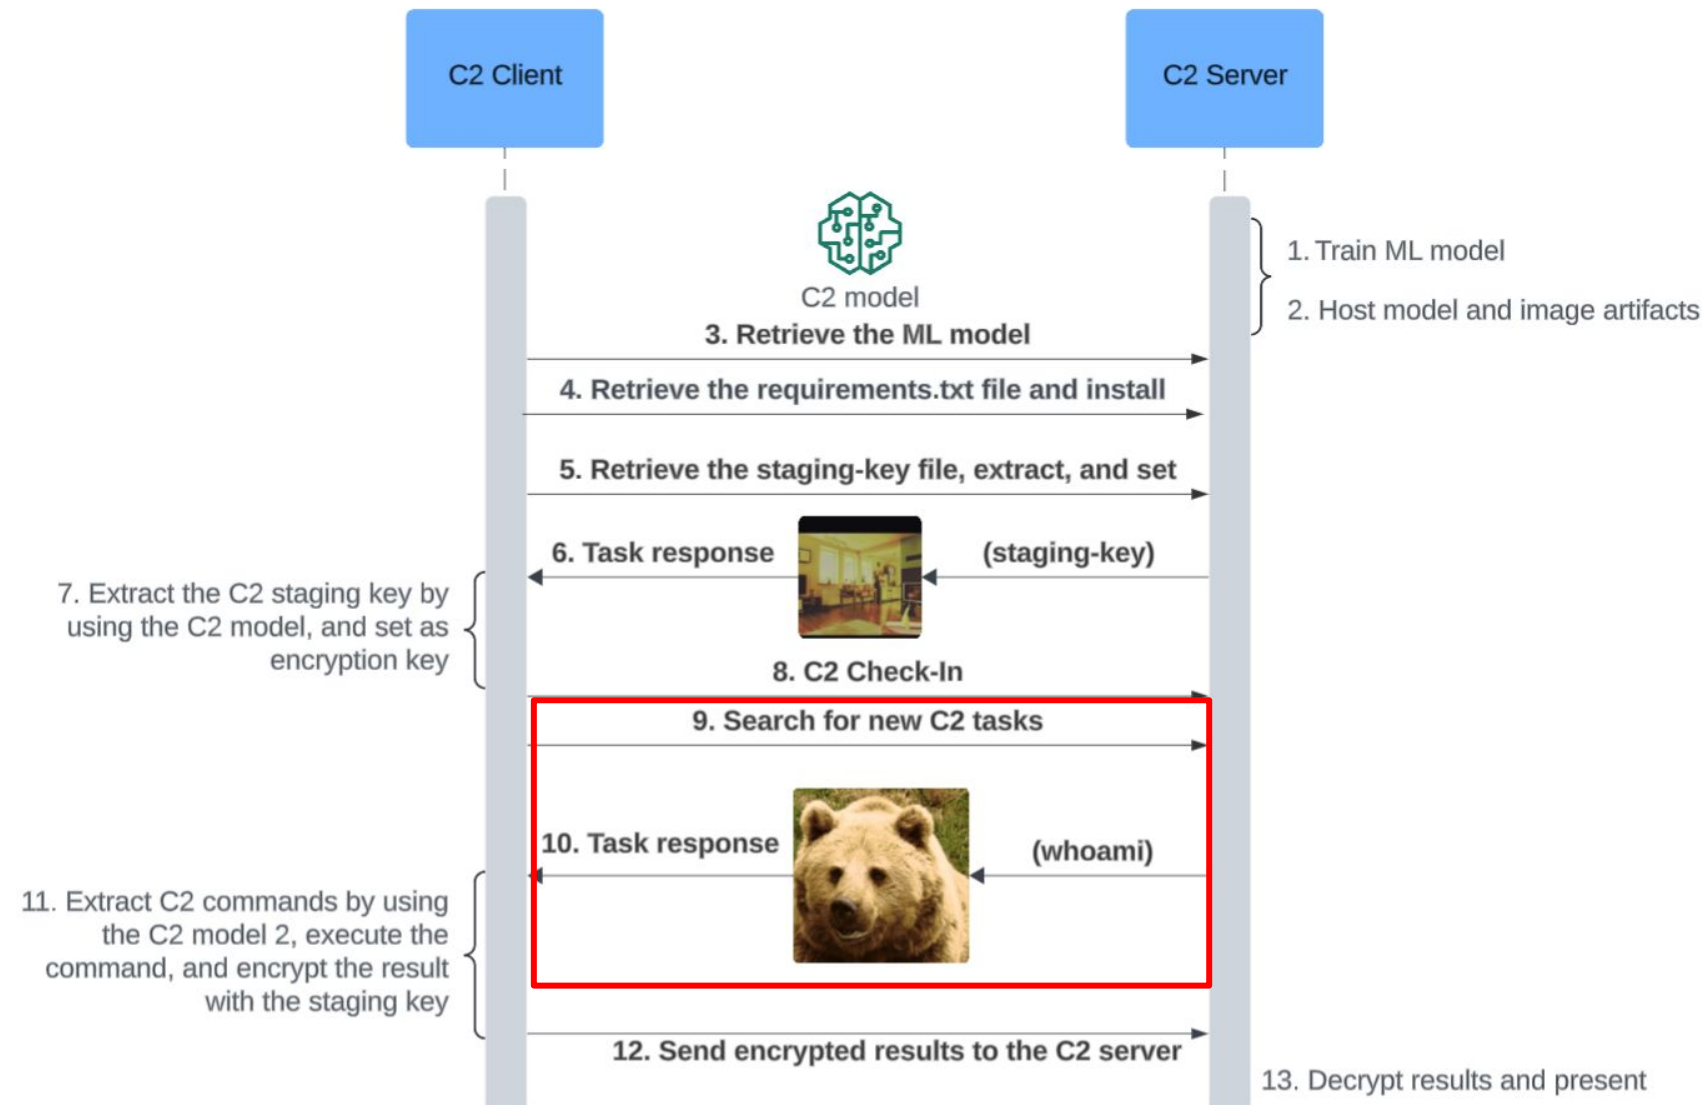 C2 Client
C2 Server
1. Train ML model
2. Host model and image artifacts
C2 model
3. Retrieve the ML model
4. Retrieve the requirements.txt file and install
5. Retrieve the staging-key file, extract, and set
6. Task response
(staging-key)
7. Extract the C2 staging key by
using the C2 model, and set as
encryption key
8. C2 Check-In
9. Search for new C2 tasks
10. Task response
(whoami)
11. Extract C2 commands by using
the C2 model 2, execute the
command, and encrypt the result
with the staging key
12. Send encrypted results to the C2 server
13. Decrypt results and present